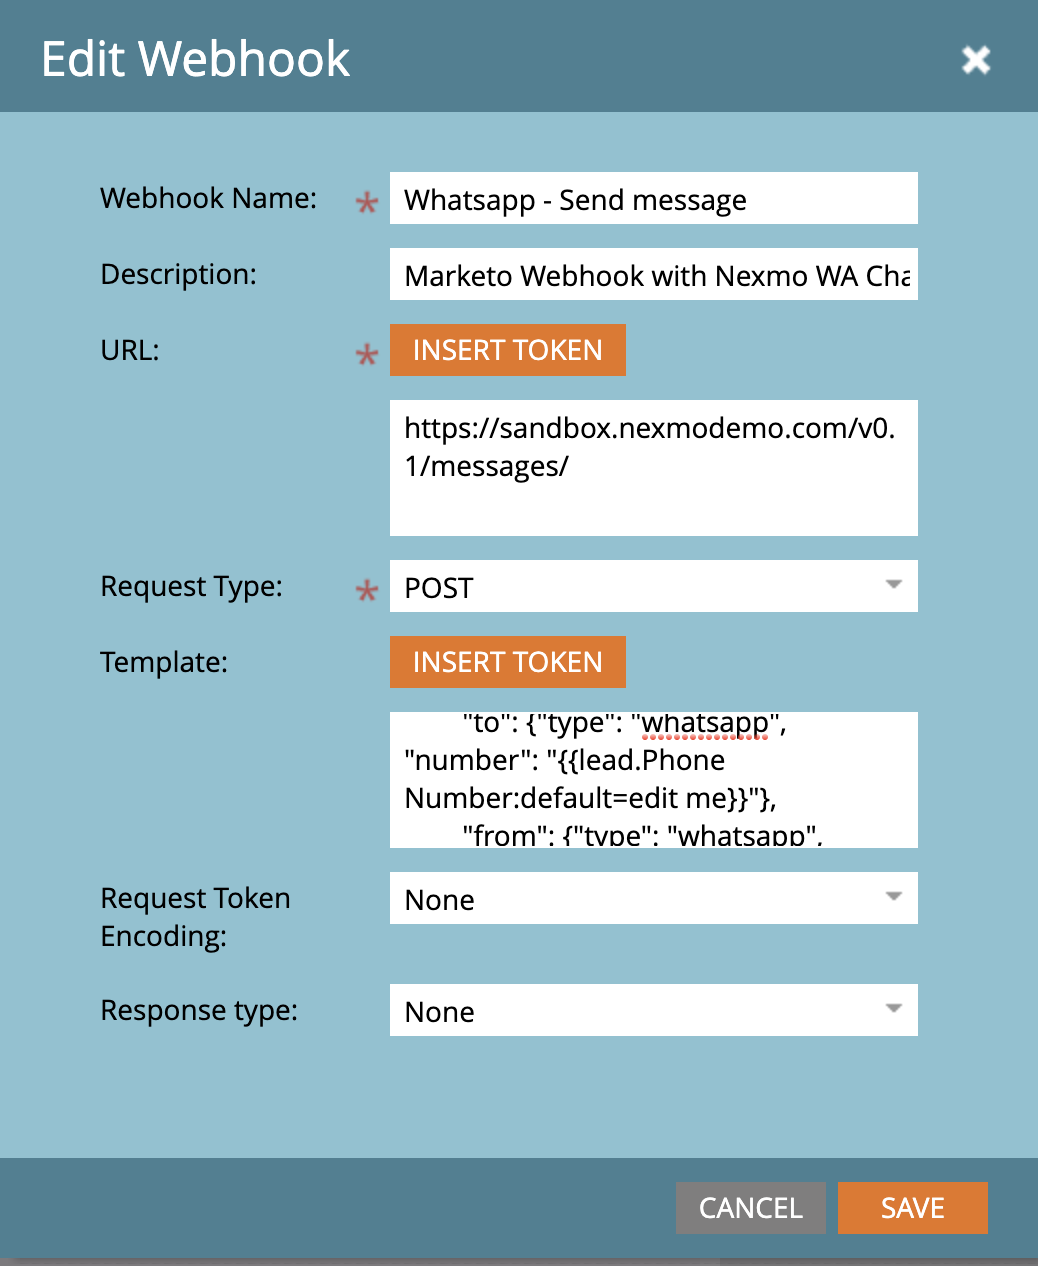 Edit Webhook
Webhook Name: * Whatsapp - Send message
Description: Marketo Webhook with Nexmo WA Cha
URL: * INSERT TOKEN
https://sandbox.nexmodemo.com/v0.
1/messages/
Request Type: * POST
Template: INSERT TOKEN
"to": {"type": "whatsapp",
"number": "{{lead.Phone
Number:default=edit me}}"},
"from": {"type": "whatsapp",
Request Token
Encoding:
None
Response type: None
CANCEL SAVE